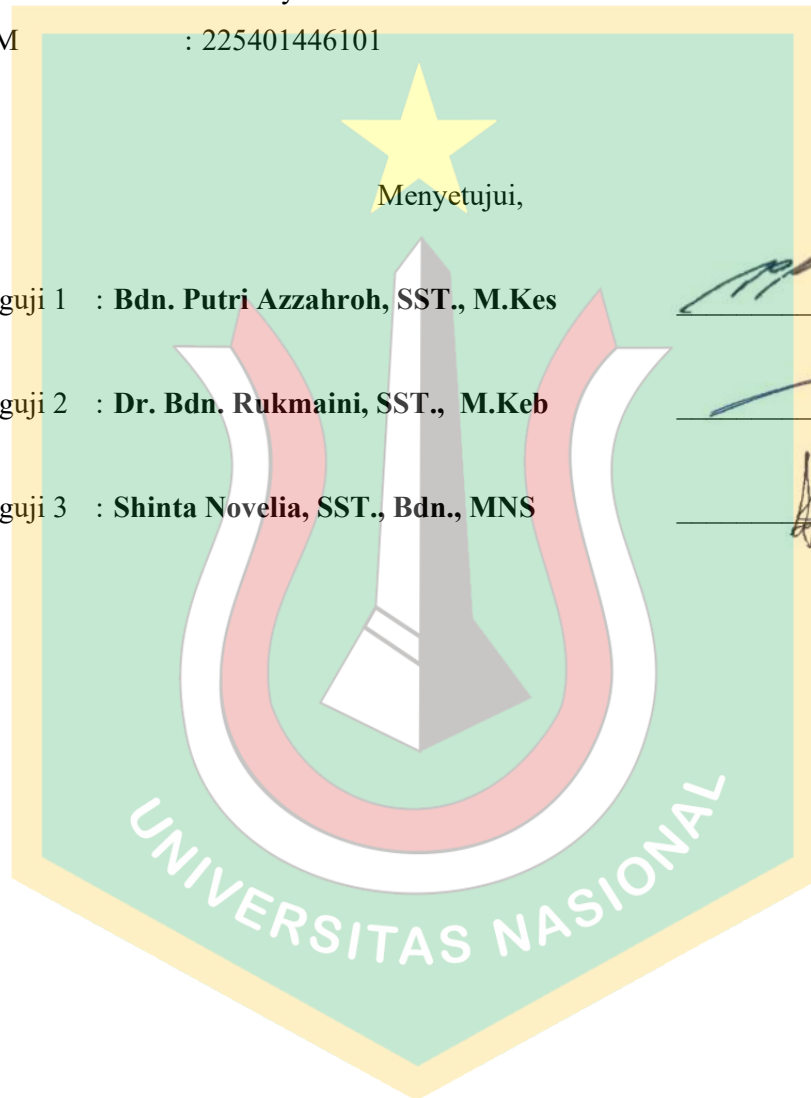 M : 225401446101
Menyetujui,
guji 1 : Bdn. Putri Azzahroh, SST., M.Kes
guji 2 : Dr. Bdn. Rukmaini, SST., M.Keb
guji 3 : Shinta Novelia, SST., Bdn., MNS
UNIVERSITAS NASIONAL